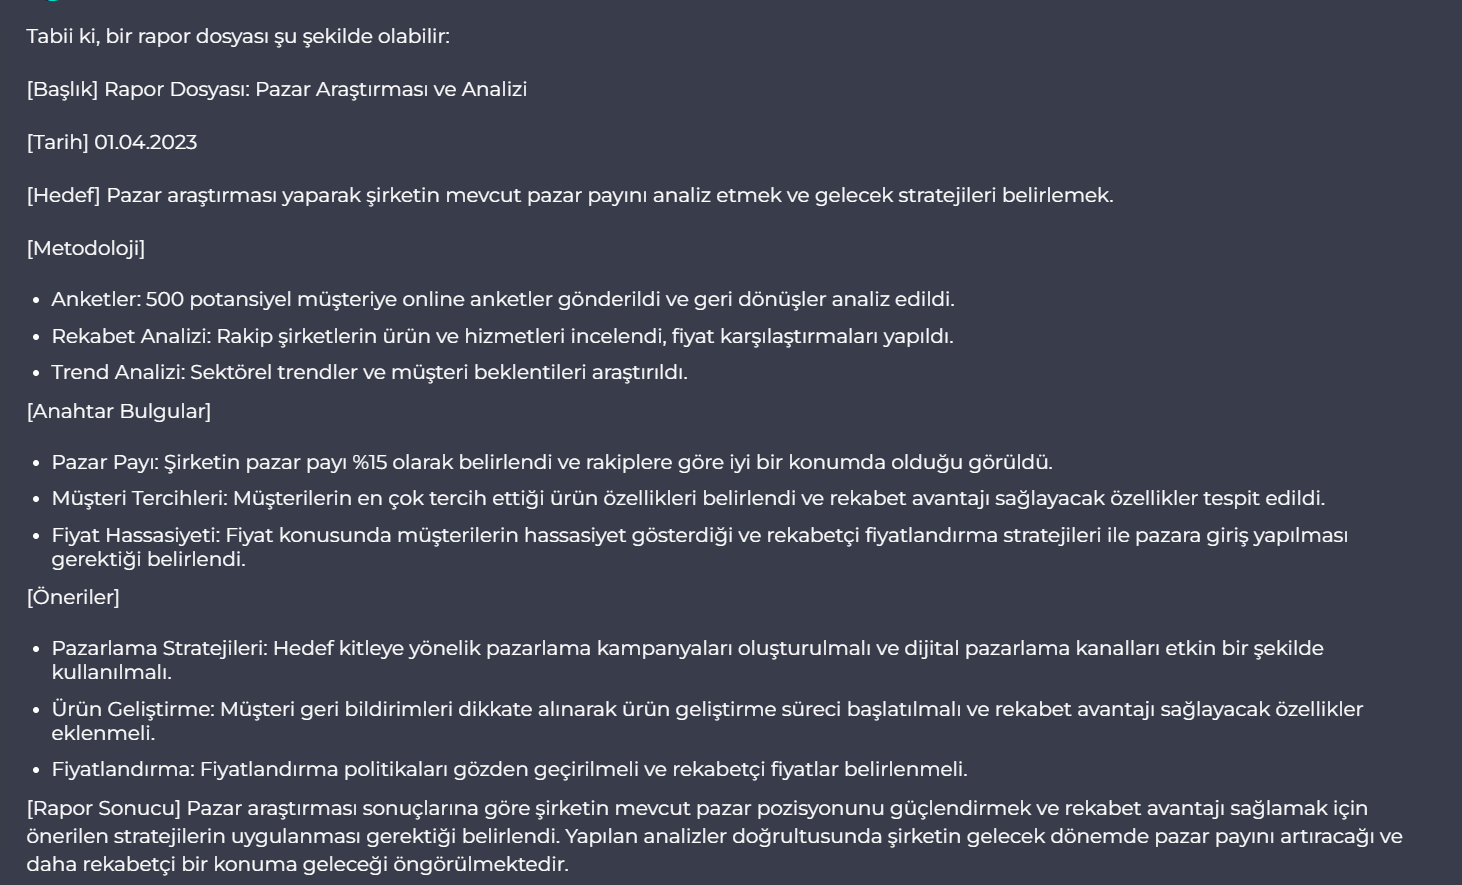 Tabii ki, bir rapor dosyası şu şekilde olabilir:
[Başlık] Rapor Dosyası: Pazar Araştırması ve Analizi
[Tarih] 01.04.2023
[Hedef] Pazar araştırması yaparak şirketin mevcut pazar payını analiz etmek ve gelecek stratejileri belirlemek.
[Metodoloji]
• Anketler: 500 potansiyel müşteriye online anketler gönderildi ve geri dönüşler analiz edildi.
• Rekabet Analizi: Rakip şirketlerin ürün ve hizmetleri incelendi, fiyat karşılaştırmaları yapıldı.
• Trend Analizi: Sektörel trendler ve müşteri beklentileri araştırıldı.
[Anahtar Bulgular]
• Pazar Payı: Şirketin pazar payı %15 olarak belirlendi ve rakiplere göre iyi bir konumda olduğu görüldü.
• Müşteri Tercihleri: Müşterilerin en çok tercih ettiği ürün özellikleri belirlendi ve rekabet avantajı sağlayacak özellikler tespit edildi.
• Fiyat Hassasiyeti: Fiyat konusunda müşterilerin hassasiyet gösterdiği ve rekabetçi fiyatlandırma stratejileri ile pazara giriş yapılması
gerektiği belirlendi.
[Öneriler]
• Pazarlama Stratejileri: Hedef kitleye yönelik pazarlama kampanyaları oluşturulmalı ve dijital pazarlama kanalları etkin bir şekilde
kullanılmalı.
• Ürün Geliştirme: Müşteri geri bildirimleri dikkate alınarak ürün geliştirme süreci başlatılmalı ve rekabet avantajı sağlayacak özellikler
eklenmeli.
• Fiyatlandırma: Fiyatlandırma politikaları gözden geçirilmeli ve rekabetçi fiyatlar belirlenmeli.
[Rapor Sonucu] Pazar araştırması sonuçlarına göre şirketin mevcut pazar pozisyonunu güçlendirmek ve rekabet avantajı sağlamak için
önerilen stratejilerin uygulanması gerektiği belirlendi. Yapılan analizler doğrultusunda şirketin gelecek dönemde pazar payını artıracağı ve
daha rekabetçi bir konuma geleceği öngörülmektedir.